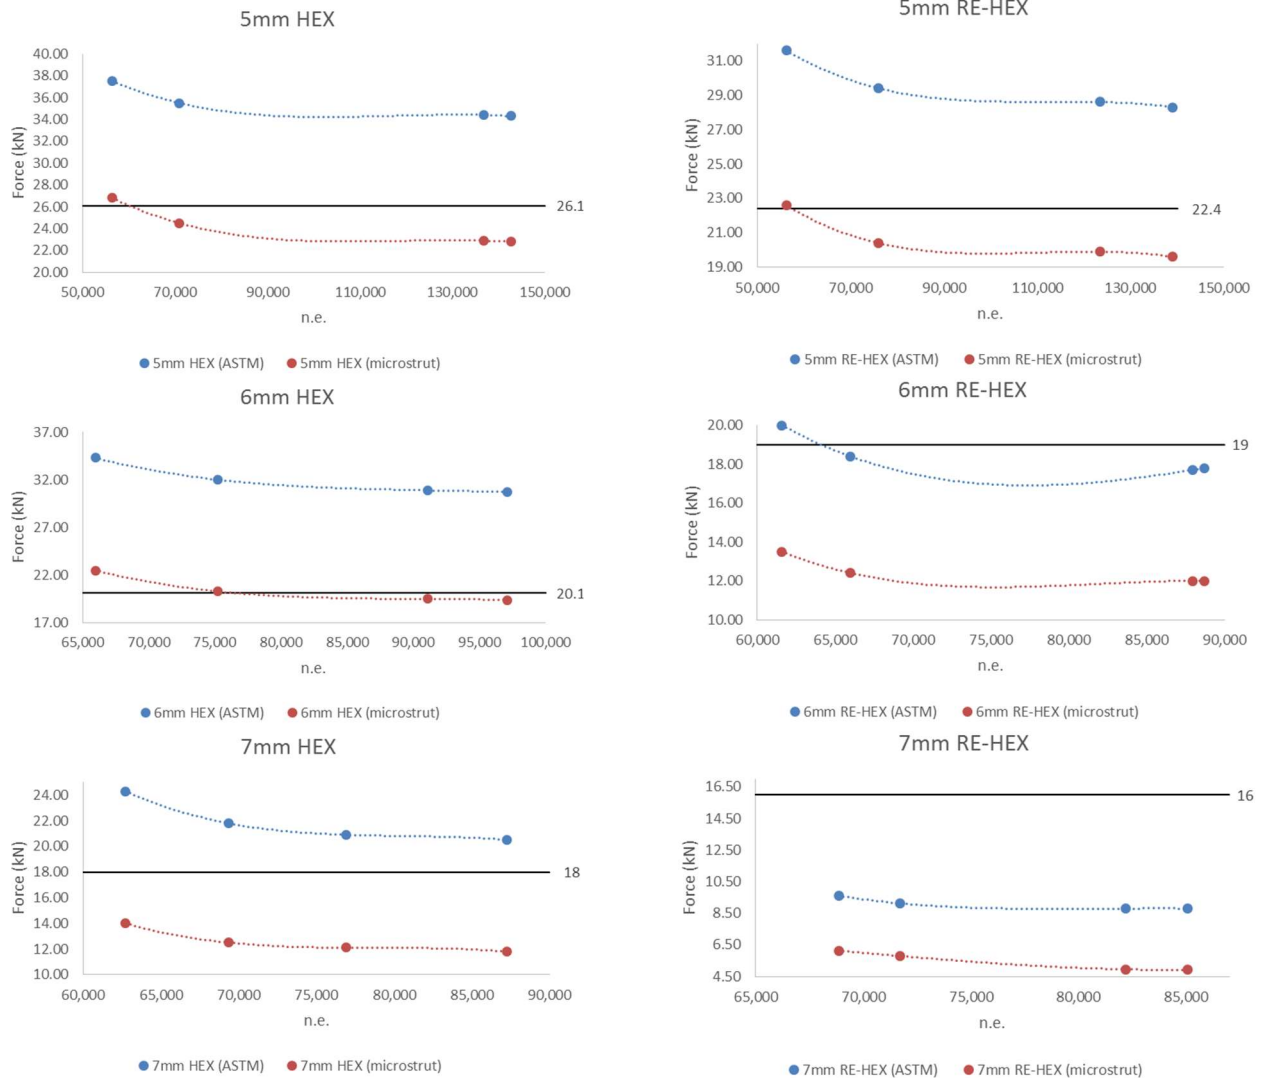 5mm HEX
Force (kN)
40.00
38.00
36.00
34.00
32.00
30.00
28.00
26.00
24.00
22.00
20.00
26.1
50,000 70,000 90,000 110,000 130,000 150,000
n.e.
5mm HEX (ASTM) 5mm HEX (microstrut)
5mm RE-HEX
Force (kN)
31.00
29.00
27.00
25.00
23.00
21.00
19.00
22.4
50,000 70,000 90,000 110,000 130,000 150,000
n.e.
5mm RE-HEX (ASTM) 5mm RE-HEX (microstrut)
6mm HEX
Force (kN)
37.00
32.00
27.00
22.00
17.00
20.1
65,000 70,000 75,000 80,000 85,000 90,000 95,000 100,000
n.e.
6mm HEX (ASTM) 6mm HEX (microstrut)
6mm RE-HEX
Force (kN)
20.00
18.00
16.00
14.00
12.00
10.00
19
60,000 65,000 70,000 75,000 80,000 85,000 90,000
n.e.
6mm RE-HEX (ASTM) 6mm RE-HEX (microstrut)
7mm HEX
Force (kN)
24.00
22.00
20.00
18.00
16.00
14.00
12.00
10.00
18
60,000 65,000 70,000 75,000 80,000 85,000 90,000
n.e.
7mm HEX (ASTM) 7mm HEX (microstrut)
7mm RE-HEX
Force (kN)
16.50
14.50
12.50
10.50
8.50
6.50
4.50
16
65,000 70,000 75,000 80,000 85,000
n.e.
7mm RE-HEX (ASTM) 7mm RE-HEX (microstrut)